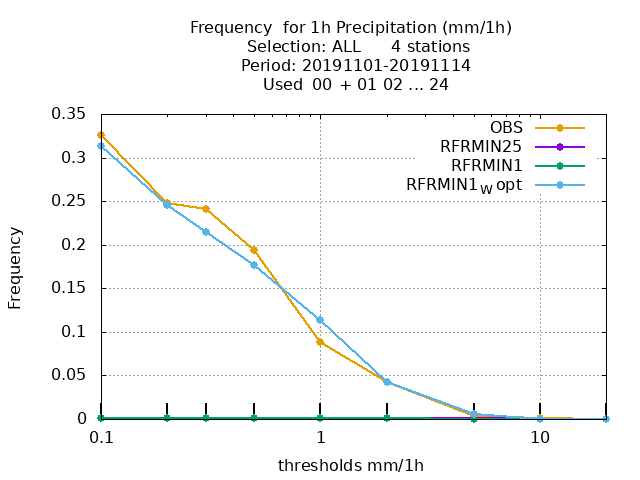 Frequency  for 1h Precipitation (mm/1h)
Selection: ALL      4 stations
Period: 20191101-20191114
Used  00  + 01 02 ... 24
0.35
0.3
0.25
0.2
0.15
0.1
0.05
0
Frequency
OBS
RFRMIN25
RFRMIN1
RFRMIN1w opt
0.1
1
10
thresholds mm/1h